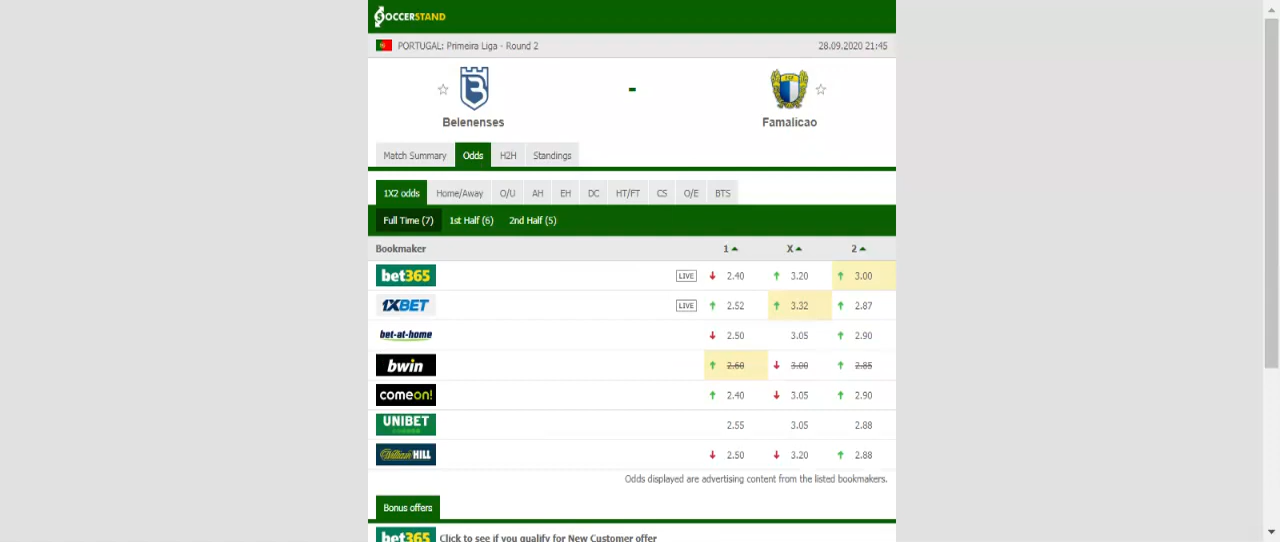 SOCCERSTAND
PORTUGAL: Primeira Liga - Round 2 28.09.2020 21:45
-
Belenenses Famalicao
Match Summary Odds H2H Standings
1X2 odds Home/Away O/U AH EH DC HT/FT CS O/E BTS
Full Time (7) 1st Half (6) 2nd Half (5)
Bookmaker 1 X 2
bet365 LIVE 2.40 3.20 3.00
1XBET LIVE 2.52 3.32 2.87
bet-at-home 2.50 3.05 2.90
bwin 2.60 3.00 2.85
comeon! 2.40 3.05 2.90
UNIBET 2.55 3.05 2.88
William HILL 2.50 3.20 2.88
Odds displayed are advertising content from the listed bookmakers.
Bonus offers
bet365 Click to see if you qualify for New Customer offer